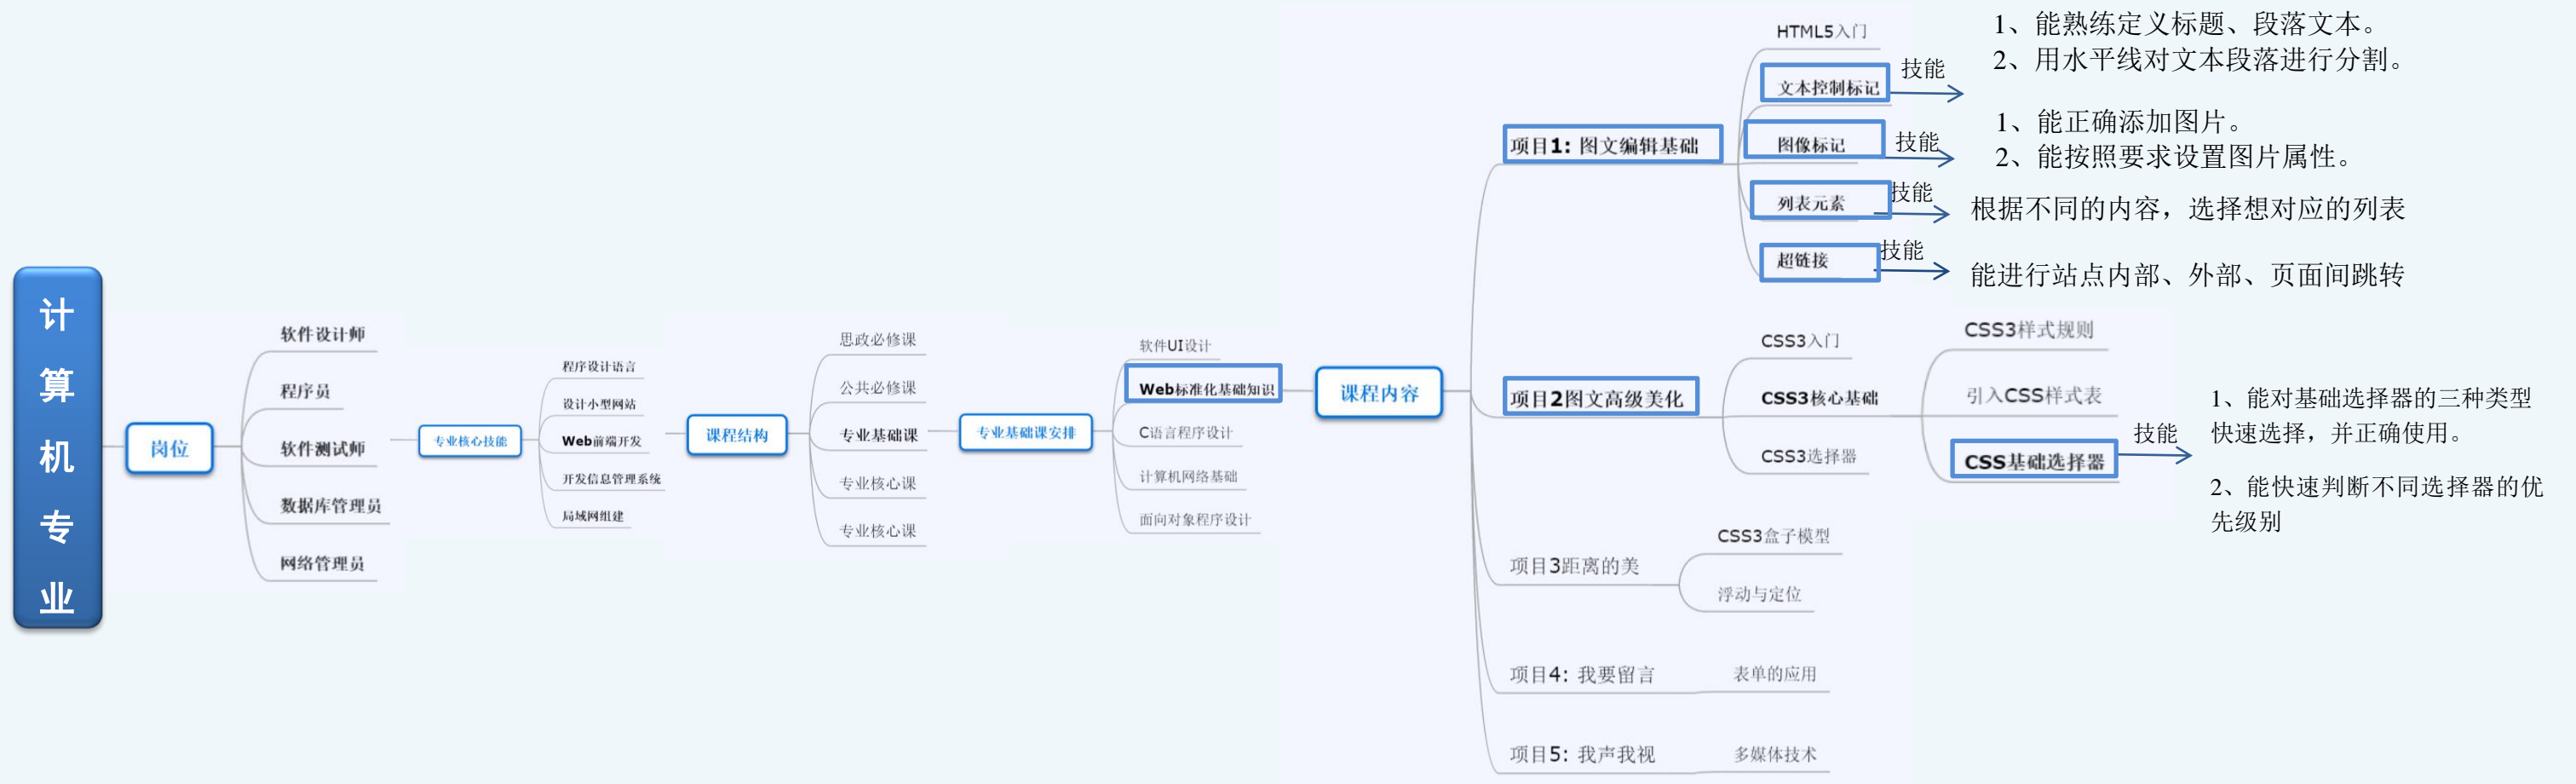 计
算
机
专
业
岗位
软件设计师
程序员
软件测试师
数据库管理员
网络管理员
专业核心技能
程序设计语言
设计小型网站
Web前端开发
开发信息管理系统
局域网组建
课程结构
思政必修课
公共必修课
专业基础课
专业核心课
专业核心课
专业基础课安排
软件UI设计
Web标准化基础知识
C语言程序设计
计算机网络基础
面向对象程序设计
课程内容
项目1: 图文编辑基础
HTML5入门
文本控制标记
技能
1、能熟练定义标题、段落文本。
2、用水平线对文本段落进行分割。
图像标记
技能
1、能正确添加图片。
2、能按照要求设置图片属性。
列表元素
技能
根据不同的内容，选择想对应的列表
超链接
技能
能进行站点内部、外部、页面间跳转
项目2图文高级美化
CSS3入门
CSS3核心基础
CSS3选择器
CSS3样式规则
引入CSS样式表
CSS基础选择器
技能
1、能对基础选择器的三种类型
快速选择，并正确使用。
2、能快速判断不同选择器的优
先级别
项目3距离的美
CSS3盒子模型
浮动与定位
项目4: 我要留言
表单的应用
项目5: 我声我视
多媒体技术